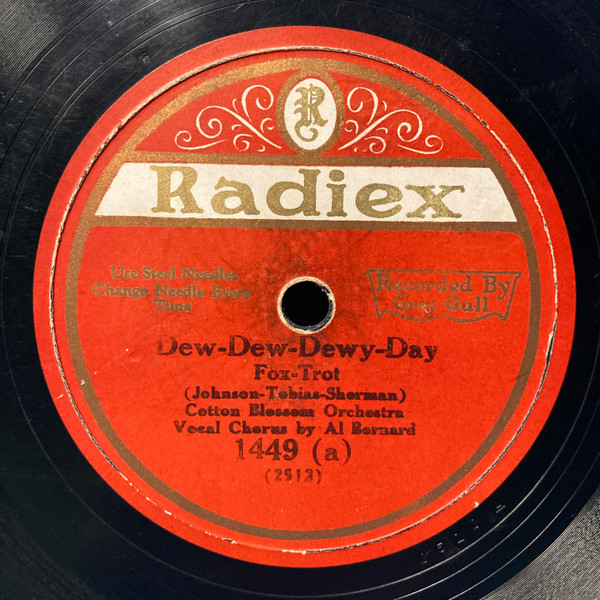 R
Radiex
Use Steel Needles
Change Needle Every
Time
Recorded By
Grey Gull
Dew-Dew-Dewy-Day
Fox-Trot
(Johnson-Tobias-Sherman)
Cotton Blossom Orchestra
Vocal Chorus by Al Bernard
1449 (a)
(2513)